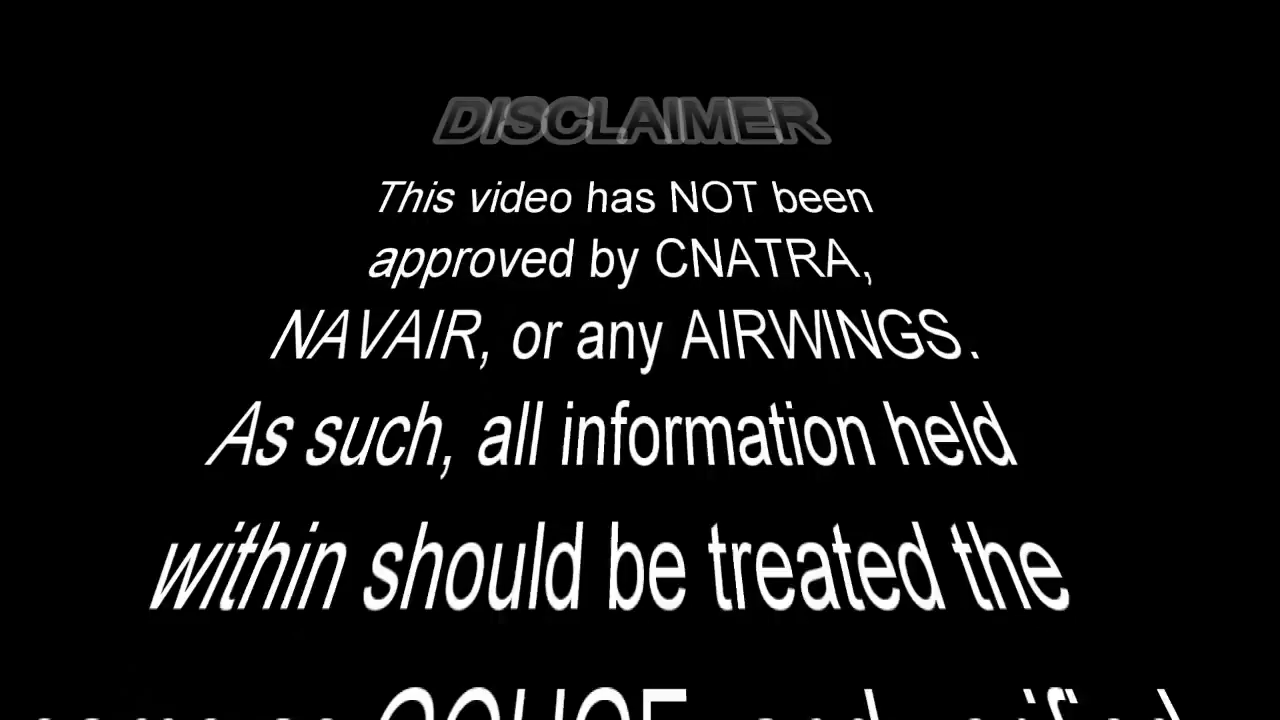 DISCLAIMER
This video has NOT been
approved by CNATRA,
NAVAIR, or any AIRWINGS.
As such, all information held
within should be treated the